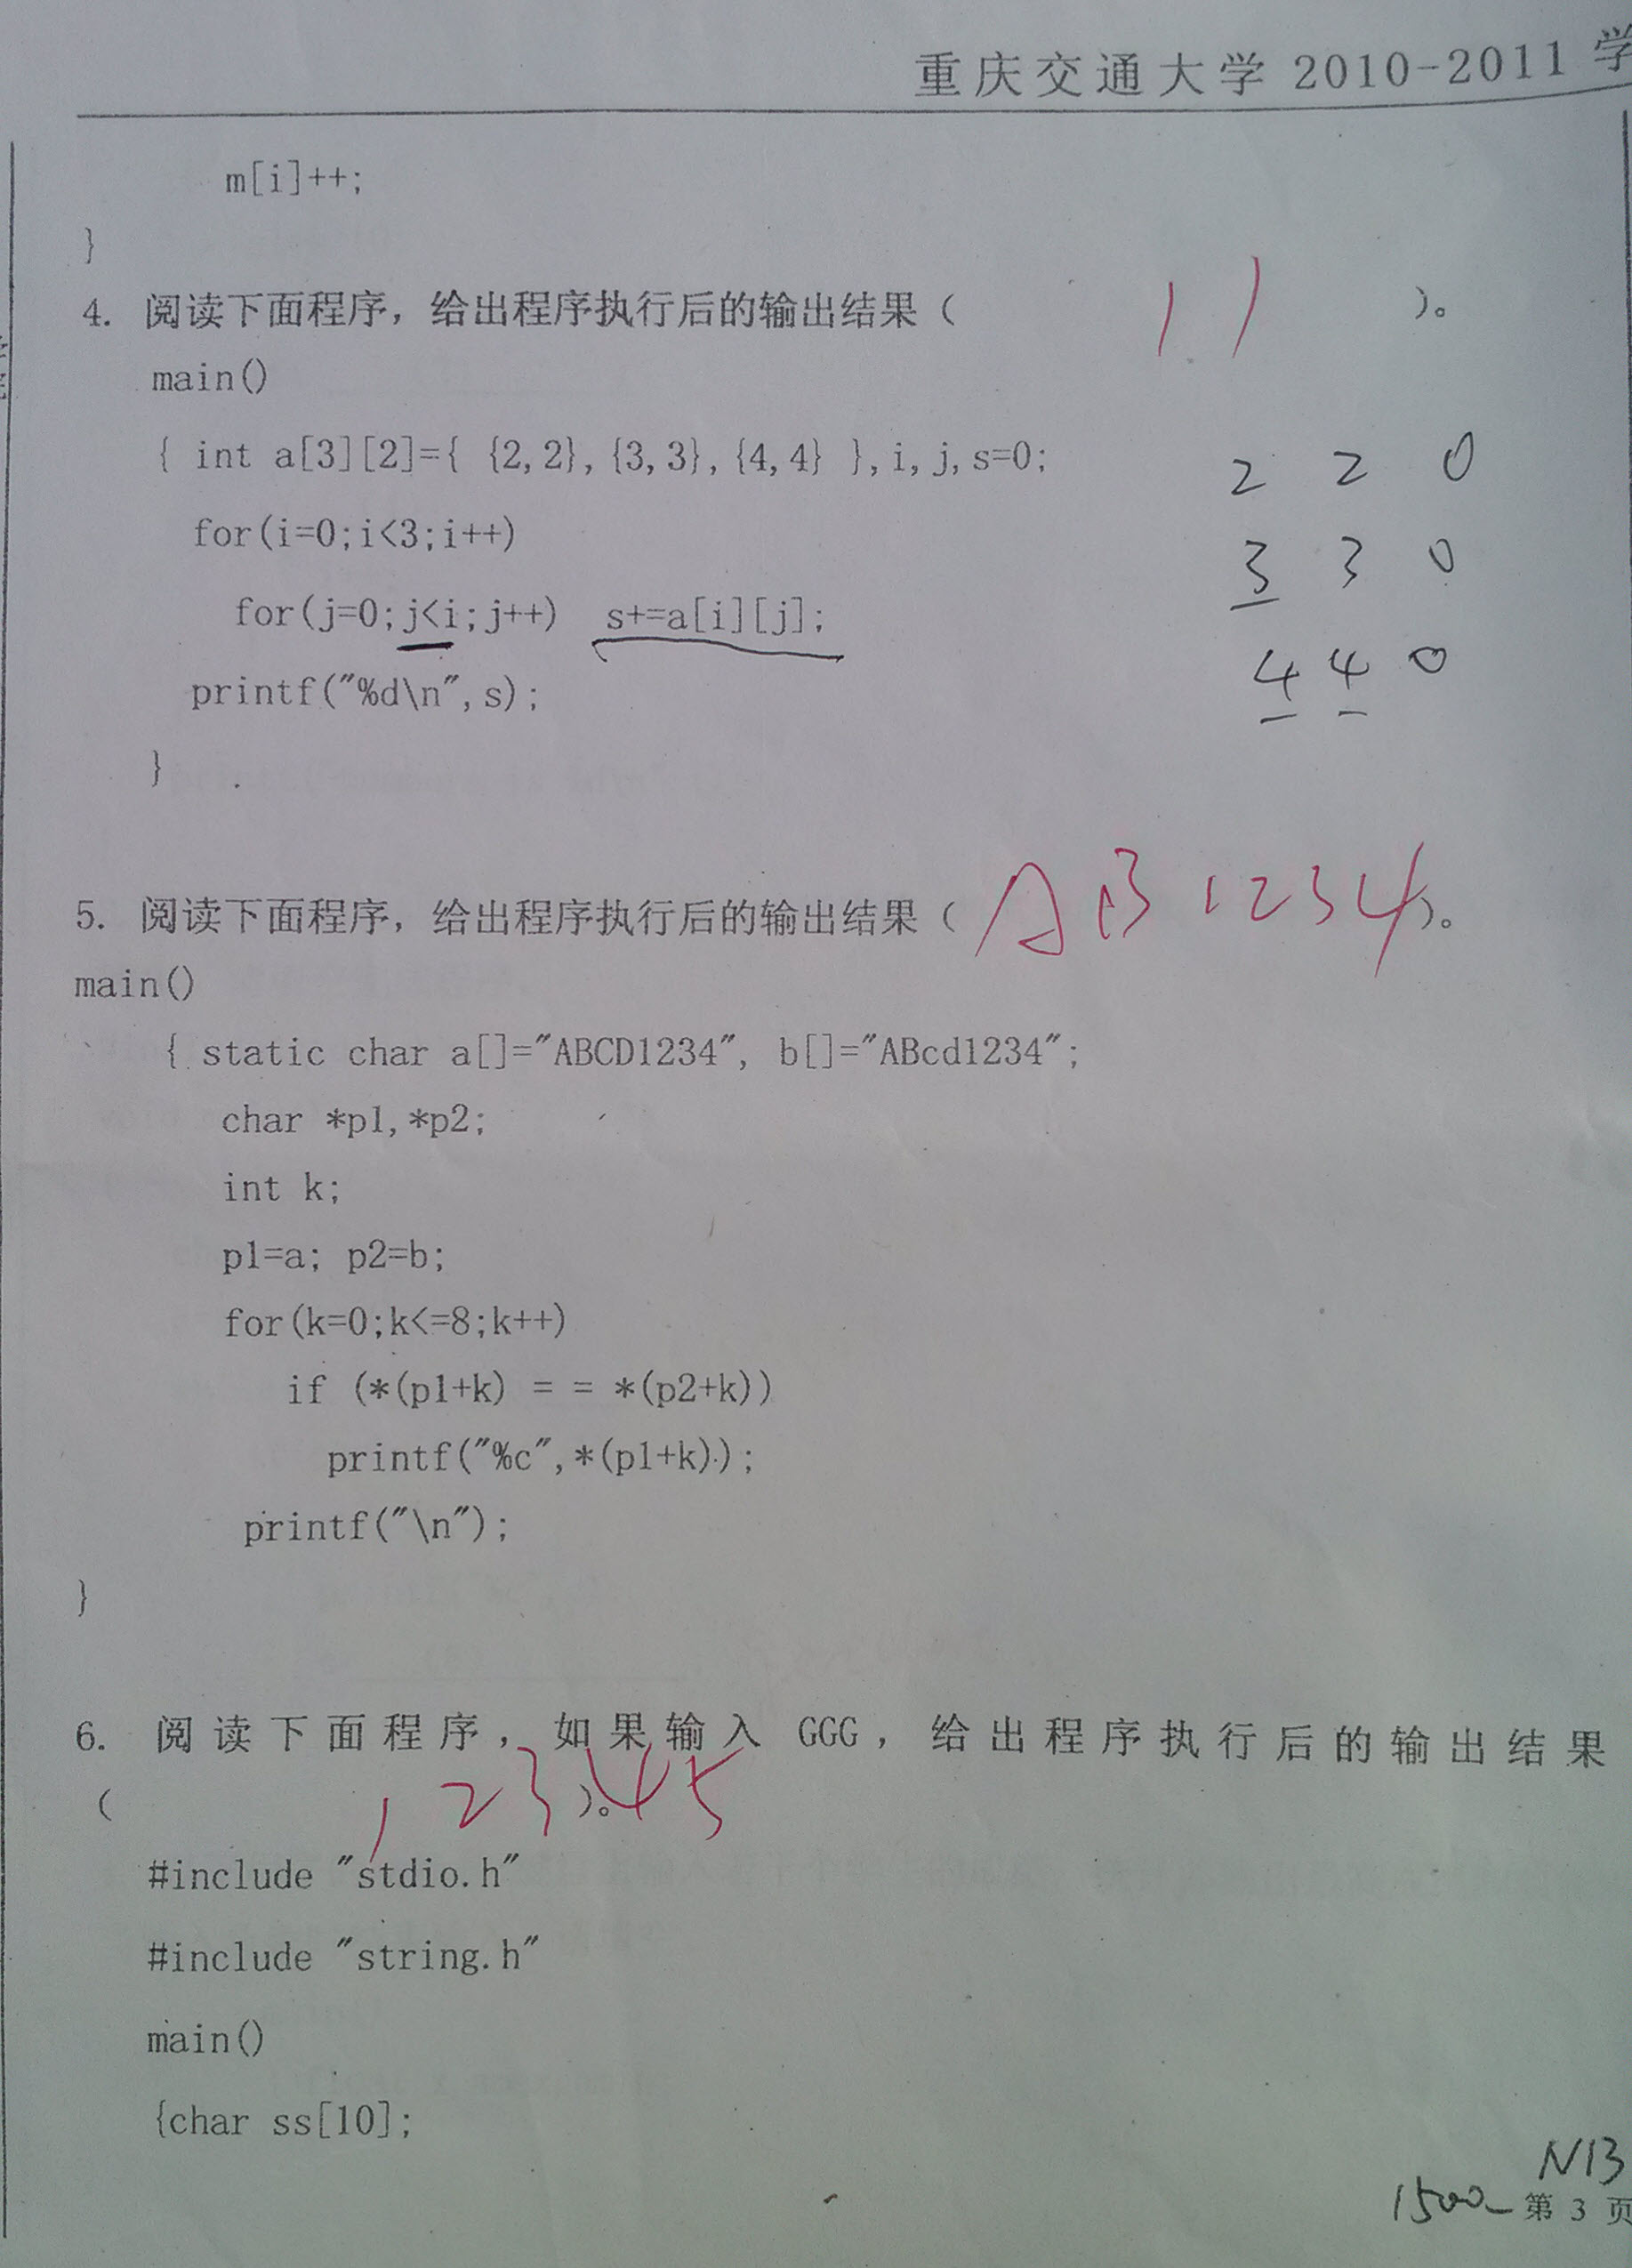 重庆交通大学 2010-2011 学
m[i]++;
}
4. 阅读下面程序，给出程序执行后的输出结果（ 11 ）。
main()
{ int a[3][2]={ {2,2},{3,3},{4,4} },i,j,s=0;
2 2 0
for(i=0;i<3;i++)
3 3 0
for(j=0;j<i;j++) s+=a[i][j];
4 4 0
printf("%d\n",s);
}
5. 阅读下面程序，给出程序执行后的输出结果（ AB1234 ）。
main()
{ static char a[]="ABCD1234", b[]="ABcd1234";
char *p1,*p2;
int k;
p1=a; p2=b;
for(k=0;k<=8;k++)
if (*(p1+k) = = *(p2+k))
printf("%c",*(p1+k));
printf("\n");
}
6. 阅读下面程序，如果输入 GGG，给出程序执行后的输出结果
（ 12345 ）。
#include "stdio.h"
#include "string.h"
main()
{char ss[10];
N13
1500 第 3 页